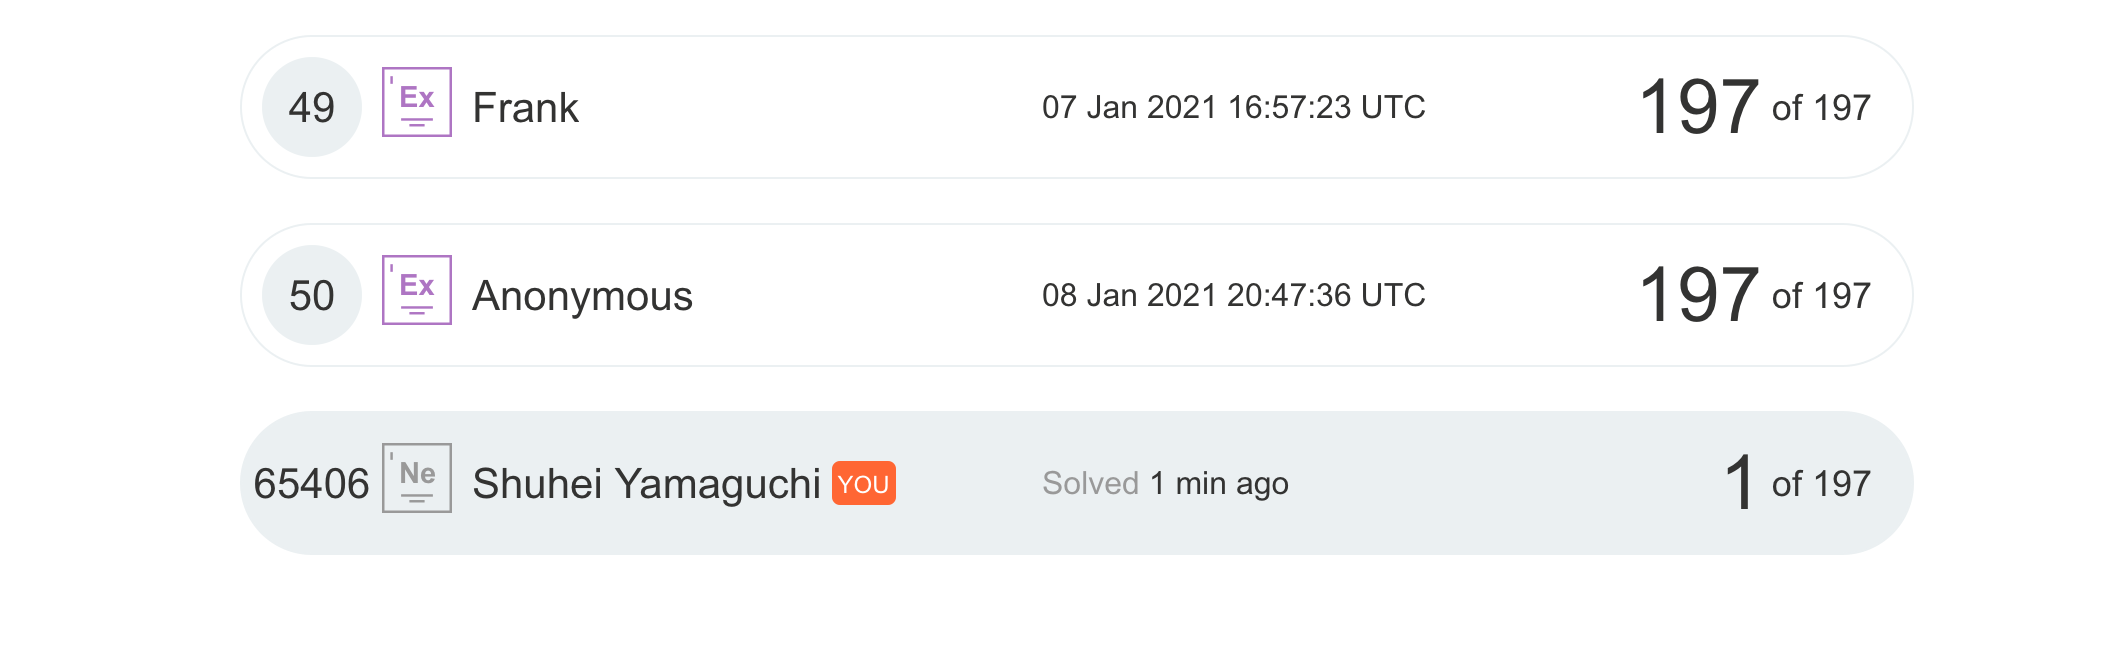 49 Ex Frank 07 Jan 2021 16:57:23 UTC 197 of 197
50 Ex Anonymous 08 Jan 2021 20:47:36 UTC 197 of 197
65406 Ne Shuhei Yamaguchi YOU Solved 1 min ago 1 of 197